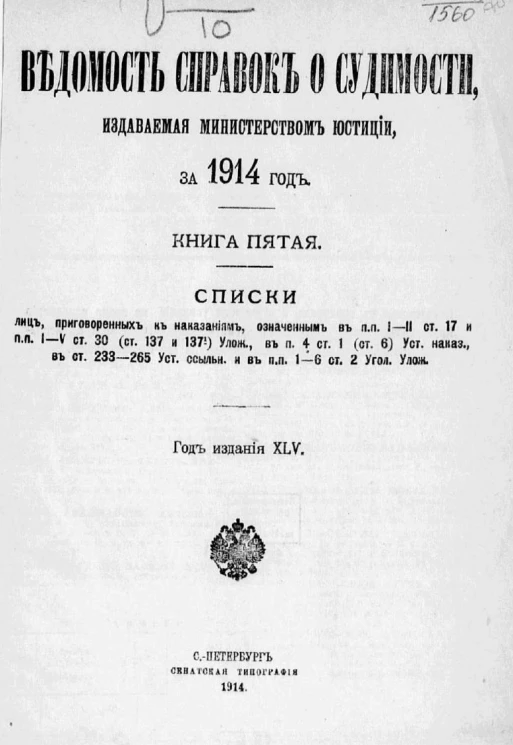 10
1560
ВѢДОМОСТЬ СПРАВОКЪ О СУДИМОСТИ,
ИЗДАВАЕМАЯ МИНИСТЕРСТВОМЪ ЮСТИЦІИ,
ЗА 1914 ГОДЪ.
КНИГА ПЯТАЯ.
СПИСКИ
лицъ, приговоренныхъ къ наказаніямъ, означеннымъ въ п.п. I—II ст. 17 и
п.п. I—V ст. 30 (ст. 137 и 137¹) Улож., въ п. 4 ст. 1 (ст. 6) Уст. наказ.,
въ ст. 233—265 Уст. ссыльн. и въ п.п. 1—6 ст. 2 Угол. Улож.
Годъ изданія XLV.
С.-ПЕТЕРБУРГЪ
СЕНАТСКАЯ ТИПОГРАФІЯ
1914.